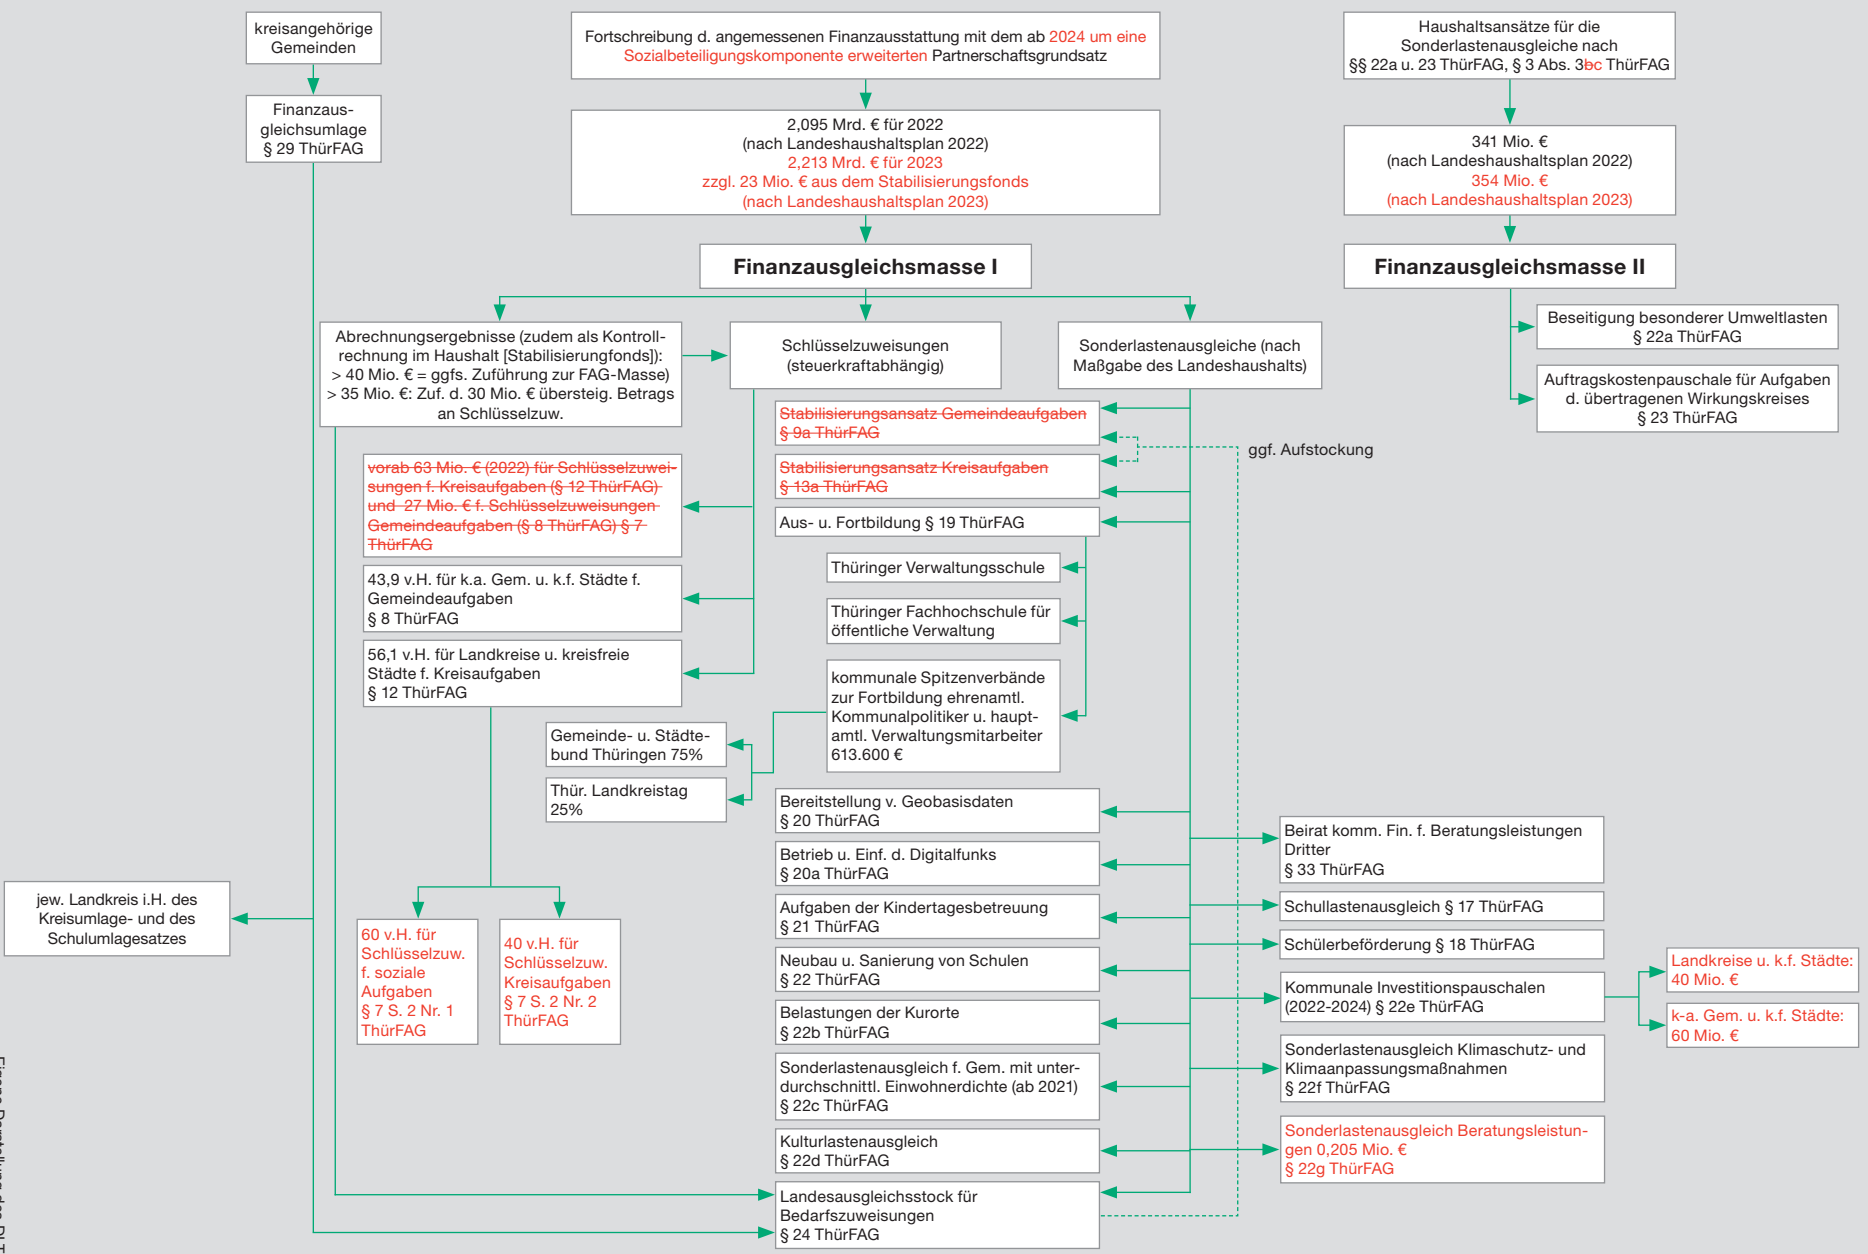 kreisangehörige
Gemeinden
Finanzaus-
gleichsumlage
§ 29 ThürFAG
Fortschreibung d. angemessenen Finanzausstattung mit dem ab 2024 um eine
Sozialbeteiligungskomponente erweiterten Partnerschaftsgrundsatz
2,095 Mrd. € für 2022
(nach Landeshaushaltsplan 2022)
2,213 Mrd. € für 2023
zzgl. 23 Mio. € aus dem Stabilisierungsfonds
(nach Landeshaushaltsplan 2023)
Finanzausgleichsmasse I
Haushaltsansätze für die
Sonderlastenausgleiche nach
§§ 22a u. 23 ThürFAG, § 3 Abs. 3bc ThürFAG
341 Mio. €
(nach Landeshaushaltsplan 2022)
354 Mio. €
(nach Landeshaushaltsplan 2023)
Finanzausgleichsmasse II
Beseitigung besonderer Umweltlasten
§ 22a ThürFAG
Auftragskostenpauschale für Aufgaben
d. übertragenen Wirkungskreises
§ 23 ThürFAG
Abrechnungsergebnisse (zudem als Kontroll-
rechnung im Haushalt [Stabilisierungfonds]):
> 40 Mio. € = ggfs. Zuführung zur FAG-Masse)
> 35 Mio. €: Zuf. d. 30 Mio. € übersteig. Betrags
an Schlüsselzuw.
Schlüsselzuweisungen
(steuerkraftabhängig)
Sonderlastenausgleiche (nach
Maßgabe des Landeshaushalts)
vorab 63 Mio. € (2022) für Schlüsselzuwei-
sungen f. Kreisaufgaben (§ 12 ThürFAG)
und 27 Mio. € f. Schlüsselzuweisungen
Gemeindeaufgaben (§ 8 ThürFAG) § 7
ThürFAG
43,9 v.H. für k.a. Gem. u. k.f. Städte f.
Gemeindeaufgaben
§ 8 ThürFAG
56,1 v.H. für Landkreise u. kreisfreie
Städte f. Kreisaufgaben
§ 12 ThürFAG
Stabilisierungsansatz Gemeindeaufgaben
§ 9a ThürFAG
Stabilisierungsansatz Kreisaufgaben
§ 13a ThürFAG
ggf. Aufstockung
Aus- u. Fortbildung § 19 ThürFAG
Thüringer Verwaltungsschule
Thüringer Fachhochschule für
öffentliche Verwaltung
kommunale Spitzenverbände
zur Fortbildung ehrenamtl.
Kommunalpolitiker u. haupt-
amtl. Verwaltungsmitarbeiter
613.600 €
Gemeinde- u. Städte-
bund Thüringen 75%
Thür. Landkreistag
25%
Bereitstellung v. Geobasisdaten
§ 20 ThürFAG
Betrieb u. Einf. d. Digitalfunks
§ 20a ThürFAG
Aufgaben der Kindertagesbetreuung
§ 21 ThürFAG
Neubau u. Sanierung von Schulen
§ 22 ThürFAG
Belastungen der Kurorte
§ 22b ThürFAG
Sonderlastenausgleich f. Gem. mit unter-
durchschnittl. Einwohnerdichte (ab 2021)
§ 22c ThürFAG
Kulturlastenausgleich
§ 22d ThürFAG
Landesausgleichsstock für
Bedarfszuweisungen
§ 24 ThürFAG
Beirat komm. Fin. f. Beratungsleistungen
Dritter
§ 33 ThürFAG
Schullastenausgleich § 17 ThürFAG
Schülerbeförderung § 18 ThürFAG
Kommunale Investitionspauschalen
(2022-2024) § 22e ThürFAG
Landkreise u. k.f. Städte:
40 Mio. €
k-a. Gem. u. k.f. Städte:
60 Mio. €
Sonderlastenausgleich Klimaschutz- und
Klimaanpassungsmaßnahmen
§ 22f ThürFAG
Sonderlastenausgleich Beratungsleistun-
gen 0,205 Mio. €
§ 22g ThürFAG
jew. Landkreis i.H. des
Kreisumlage- und des
Schulumlagesatzes
60 v.H. für
Schlüsselzuw.
f. soziale
Aufgaben
§ 7 S. 2 Nr. 1
ThürFAG
40 v.H. für
Schlüsselzuw.
Kreisaufgaben
§ 7 S. 2 Nr. 2
ThürFAG